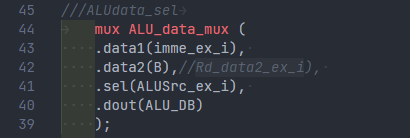 45 ///ALUdata_sel
44 mux ALU_data_mux (
43 .data1(imme_ex_i),
42 .data2(B),//Rd_data2_ex_i),
41 .sel(ALUSrc_ex_i),
40 .dout(ALU_DB)
39 );